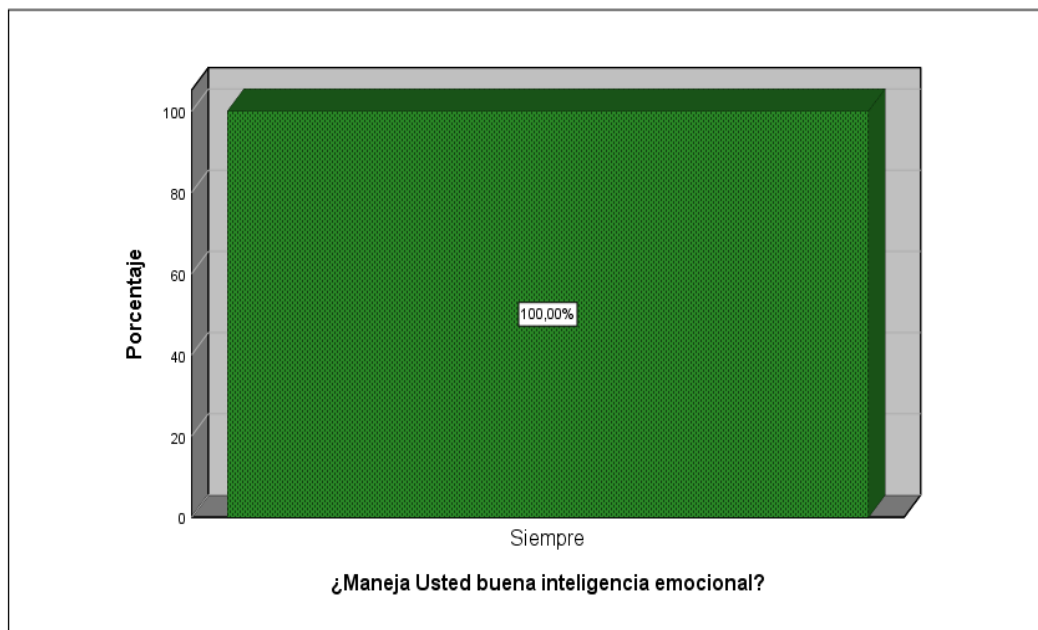 Porcentaje
100
80
60
40
20
0
100,00%
Siempre
¿Maneja Usted buena inteligencia emocional?